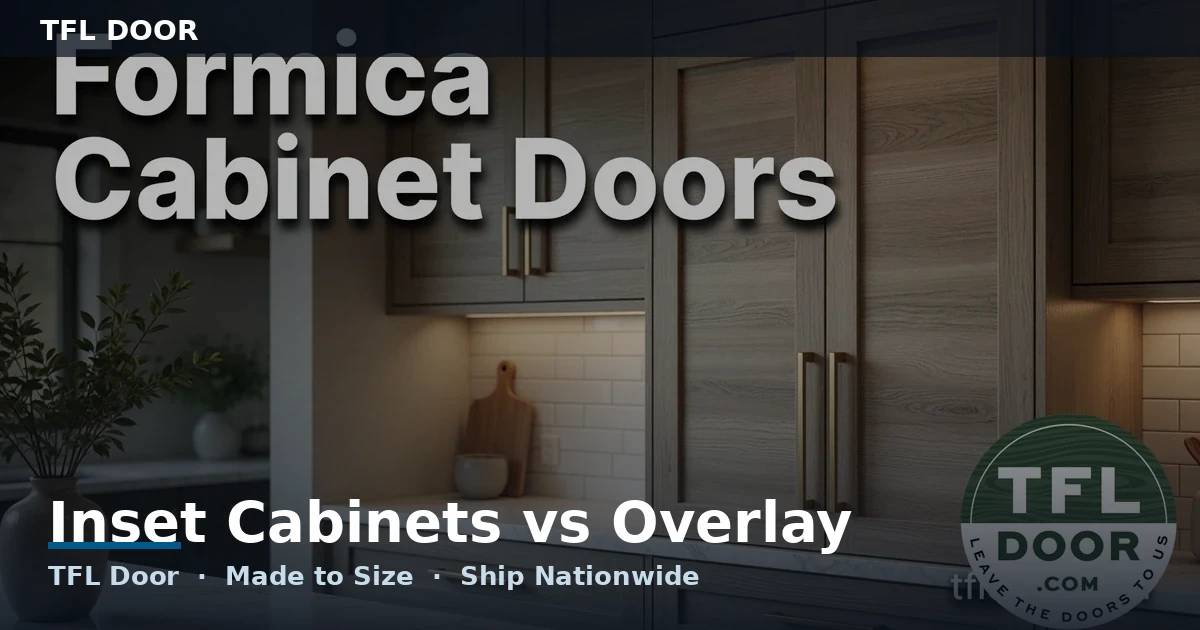 TFL DOOR
Formica
Cabinet Doors
Inset Cabinets vs Overlay
TFL Door · Made to Size · Ship Nationwide
TFL
DOOR
.COM
LEAVE THE DOORS TO US